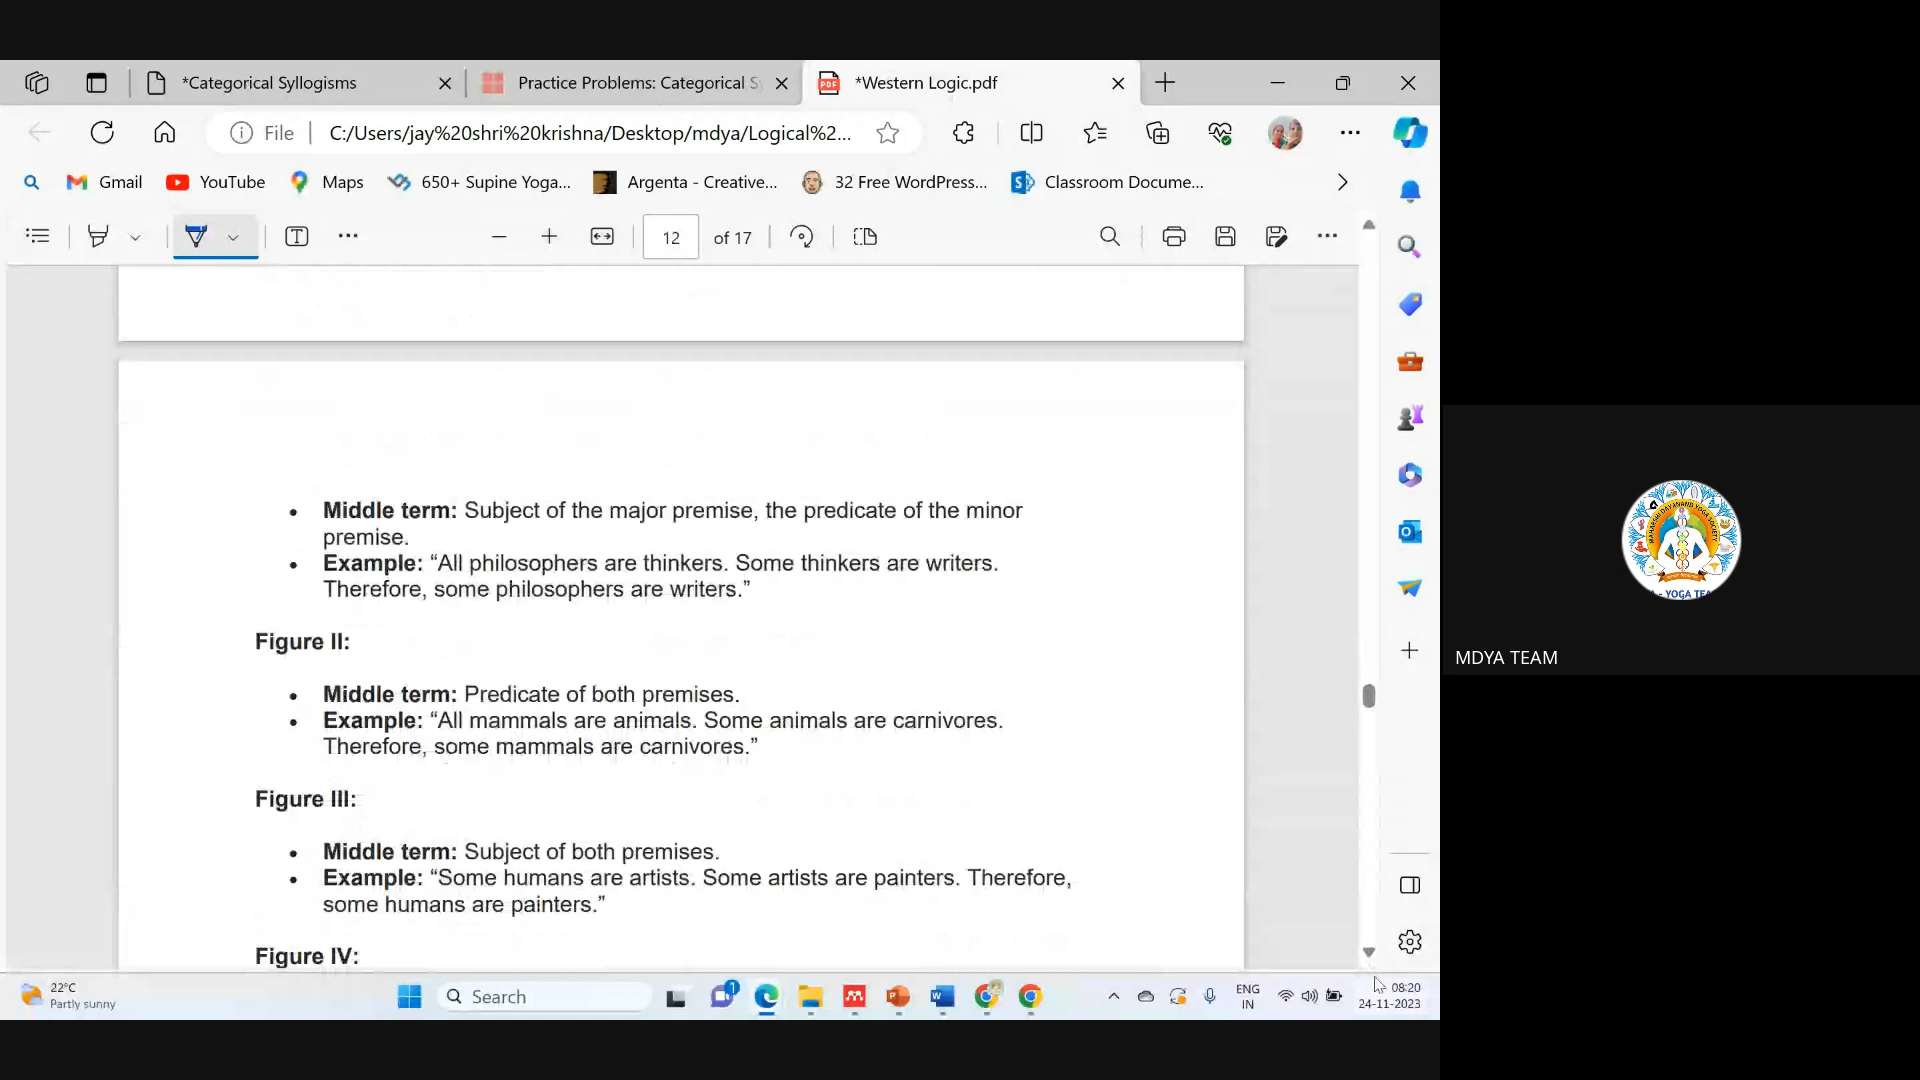 *Categorical Syllogisms
Practice Problems: Categorical S
*Western Logic.pdf
File
C:/Users/jay%20shri%20krishna/Desktop/mdya/Logical%2...
Gmail
YouTube
Maps
650+ Supine Yoga...
Argenta - Creative...
32 Free WordPress...
Classroom Docume...
12 of 17
• Middle term: Subject of the major premise, the predicate of the minor
premise.
• Example: “All philosophers are thinkers. Some thinkers are writers.
Therefore, some philosophers are writers.”
Figure II:
• Middle term: Predicate of both premises.
• Example: “All mammals are animals. Some animals are carnivores.
Therefore, some mammals are carnivores.”
Figure III:
• Middle term: Subject of both premises.
• Example: “Some humans are artists. Some artists are painters. Therefore,
some humans are painters.”
Figure IV:
MDYA TEAM
22°C
Partly sunny
Search
ENG
IN
08:20
24-11-2023